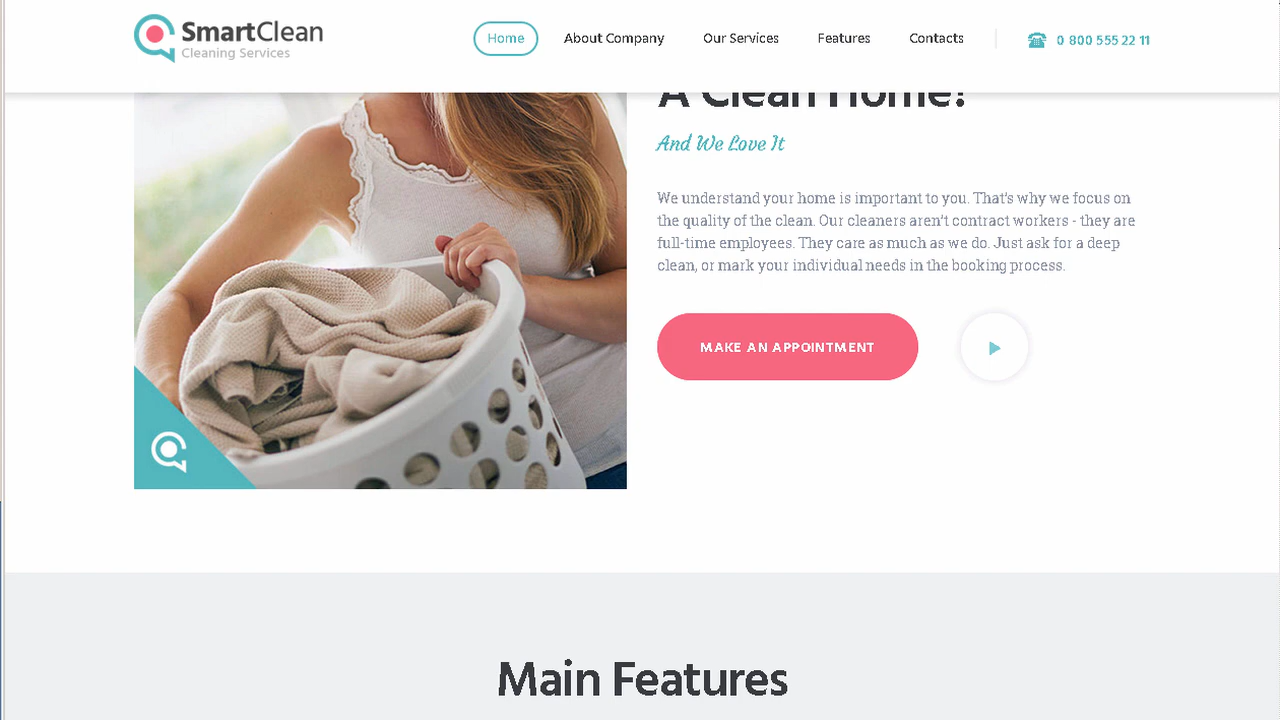 SmartClean
Cleaning Services
Home
About Company
Our Services
Features
Contacts
0 800 555 22 11
A Clean Home?
And We Love It
We understand your home is important to you. That's why we focus on
the quality of the clean. Our cleaners aren't contract workers - they are
full-time employees. They care as much as we do. Just ask for a deep
clean, or mark your individual needs in the booking process.
MAKE AN APPOINTMENT
Main Features